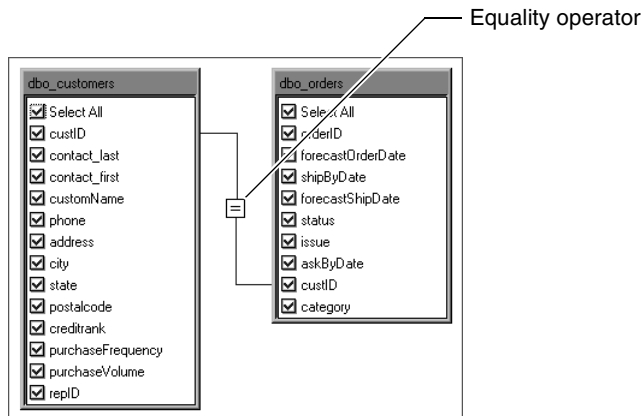 Equality operator
dbo_customers
Select All
custID
contact_last
contact_first
customName
phone
address
city
state
postalcode
creditrank
purchaseFrequency
purchaseVolume
repID
=
dbo_orders
Select All
orderID
forecastOrderDate
shipByDate
forecastShipDate
status
issue
askByDate
custID
category